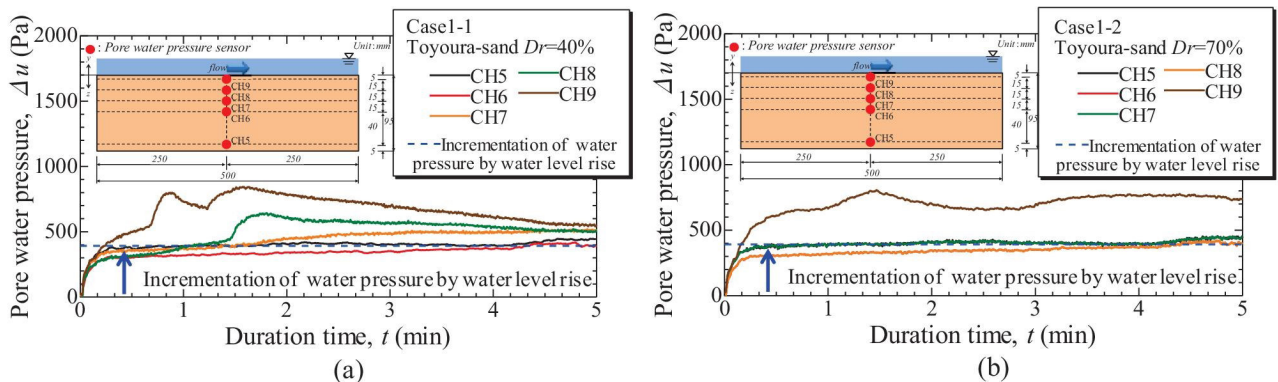 2000
1500
1000
500
0
Pore water pressure, Δu (Pa)
: Pore water pressure sensor
Unit:mm
y
z
flow
CH9
CH8
CH7
CH6
CH5
5
15
15
15
95
40
5
250
250
500
Case1-1
Toyoura-sand Dr=40%
CH5 CH8
CH6 CH9
CH7
Incrementation of water
pressure by water level rise
Incrementation of water pressure by water level rise
0 1 2 3 4 5
Duration time, t (min)
(a)
2000
1500
1000
500
0
Pore water pressure, Δu (Pa)
: Pore water pressure sensor
Unit:mm
y
z
flow
CH9
CH8
CH7
CH6
CH5
5
15
15
15
95
40
5
250
250
500
Case1-2
Toyoura-sand Dr=70%
CH5 CH8
CH6 CH9
CH7
Incrementation of water
pressure by water level rise
Incrementation of water pressure by water level rise
0 1 2 3 4 5
Duration time, t (min)
(b)